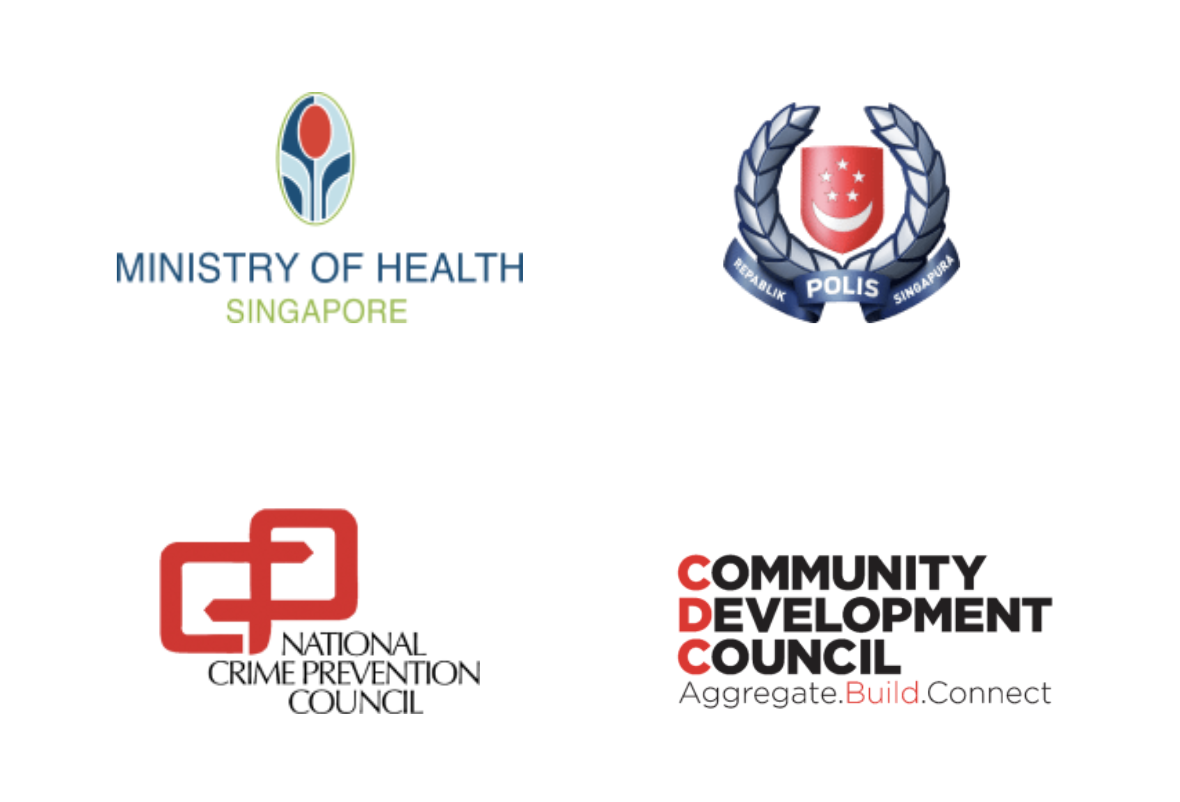 MINISTRY OF HEALTH
SINGAPORE
REPABLIK POLIS SINGAPURA
NATIONAL
CRIME PREVENTION
COUNCIL
COMMUNITY
DEVELOPMENT
COUNCIL
Aggregate.Build.Connect